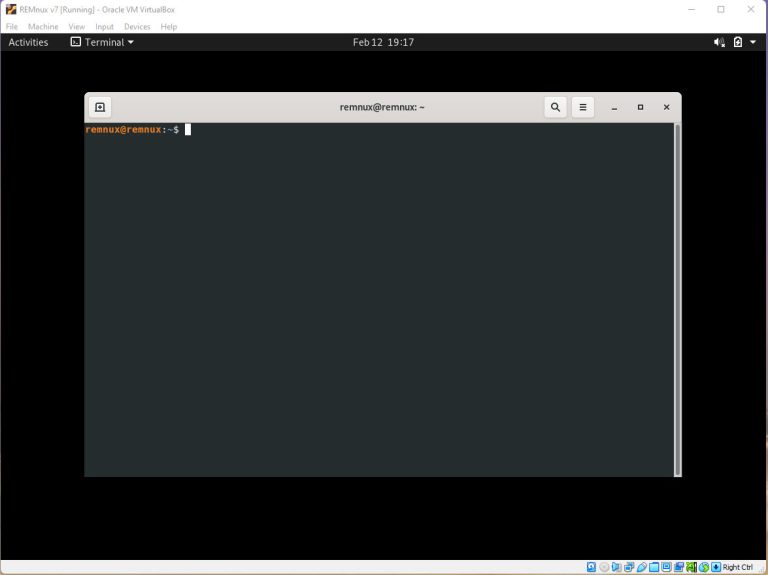 REMnux v7 [Running] - Oracle VM VirtualBox
File Machine View Input Devices Help
Activities Terminal Feb 12 19:17
remnux@remnux: ~
remnux@remnux:~$
Right Ctrl